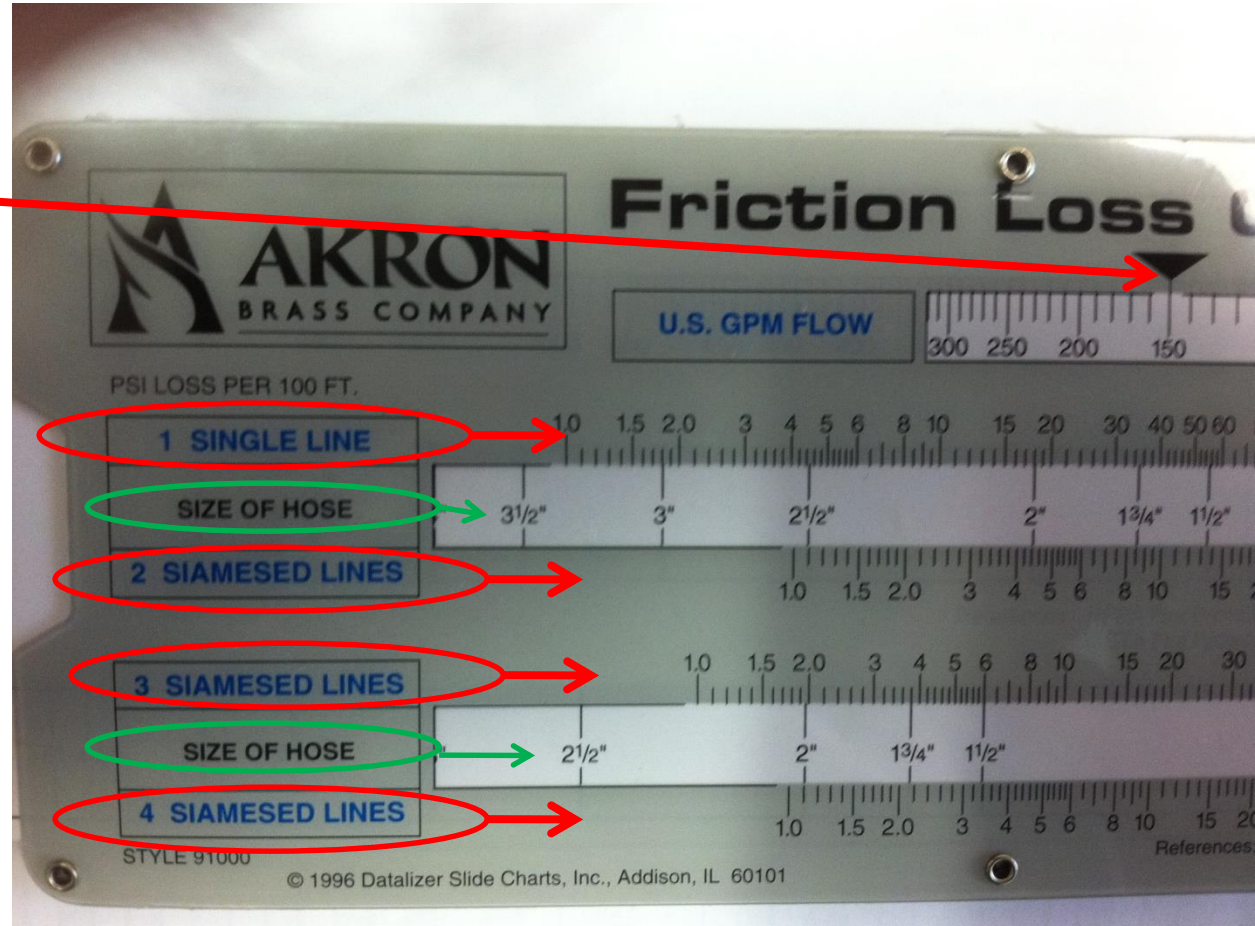 Friction Loss
AKRON
BRASS COMPANY
U.S. GPM FLOW
300 250 200 150
PSI LOSS PER 100 FT.
1 SINGLE LINE
1.0 1.5 2.0 3 4 5 6 8 10 15 20 30 40 50 60
SIZE OF HOSE
3 1/2" 3" 2 1/2" 2" 1 3/4" 1 1/2"
2 SIAMESED LINES
1.0 1.5 2.0 3 4 5 6 8 10 15
3 SIAMESED LINES
1.0 1.5 2.0 3 4 5 6 8 10 15 20 30
SIZE OF HOSE
2 1/2" 2" 1 3/4" 1 1/2"
4 SIAMESED LINES
1.0 1.5 2.0 3 4 5 6 8 10 15 20
References:
STYLE 91000
© 1996 Datalizer Slide Charts, Inc., Addison, IL 60101